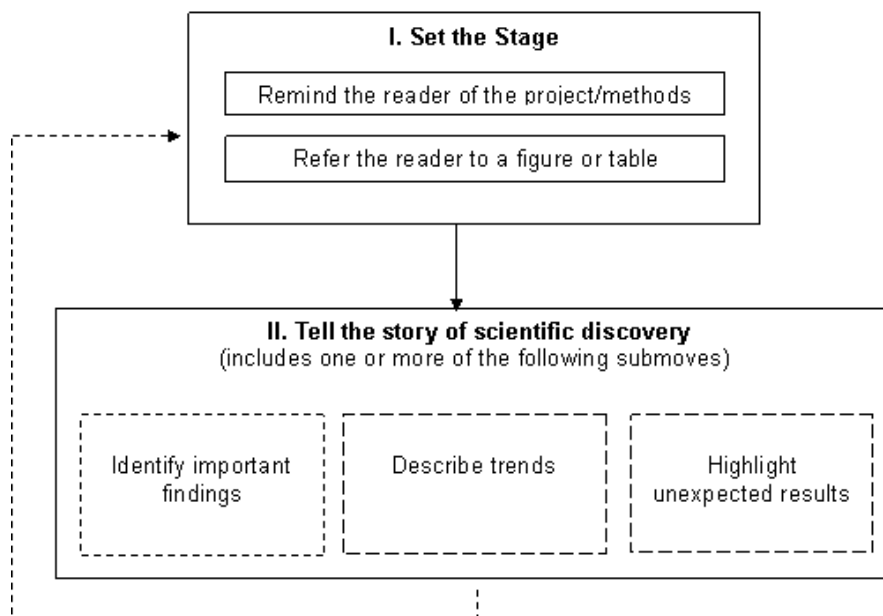 I. Set the Stage
Remind the reader of the project/methods
Refer the reader to a figure or table
II. Tell the story of scientific discovery
(includes one or more of the following submoves)
Identify important
findings
Describe trends
Highlight
unexpected results